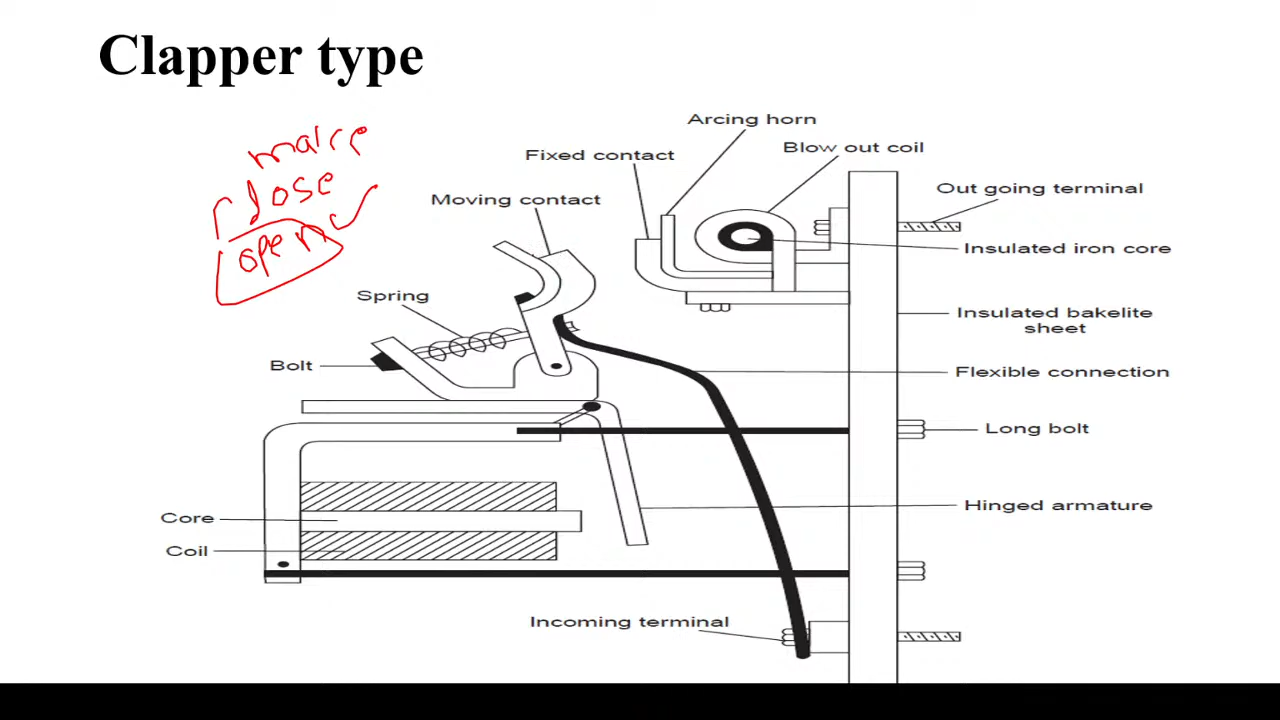 Clapper type
make
close
open
Arcing horn
Fixed contact
Blow out coil
Moving contact
Out going terminal
Insulated iron core
Spring
Insulated bakelite
sheet
Bolt
Flexible connection
Long bolt
Core
Hinged armature
Coil
Incoming terminal